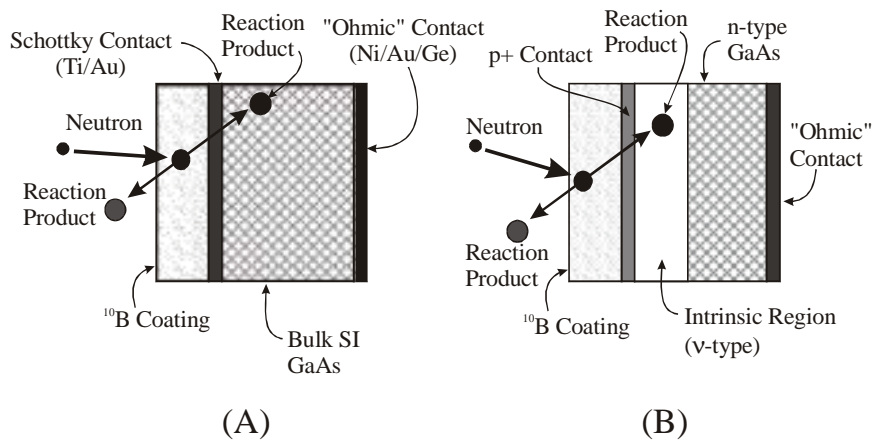 Schottky Contact
(Ti/Au)
Reaction
Product
"Ohmic" Contact
(Ni/Au/Ge)
Neutron
Reaction
Product
¹⁰B Coating
Bulk SI
GaAs
(A)
p+ Contact
Reaction
Product
n-type
GaAs
Neutron
"Ohmic"
Contact
Reaction
Product
¹⁰B Coating
Intrinsic Region
(ν-type)
(B)